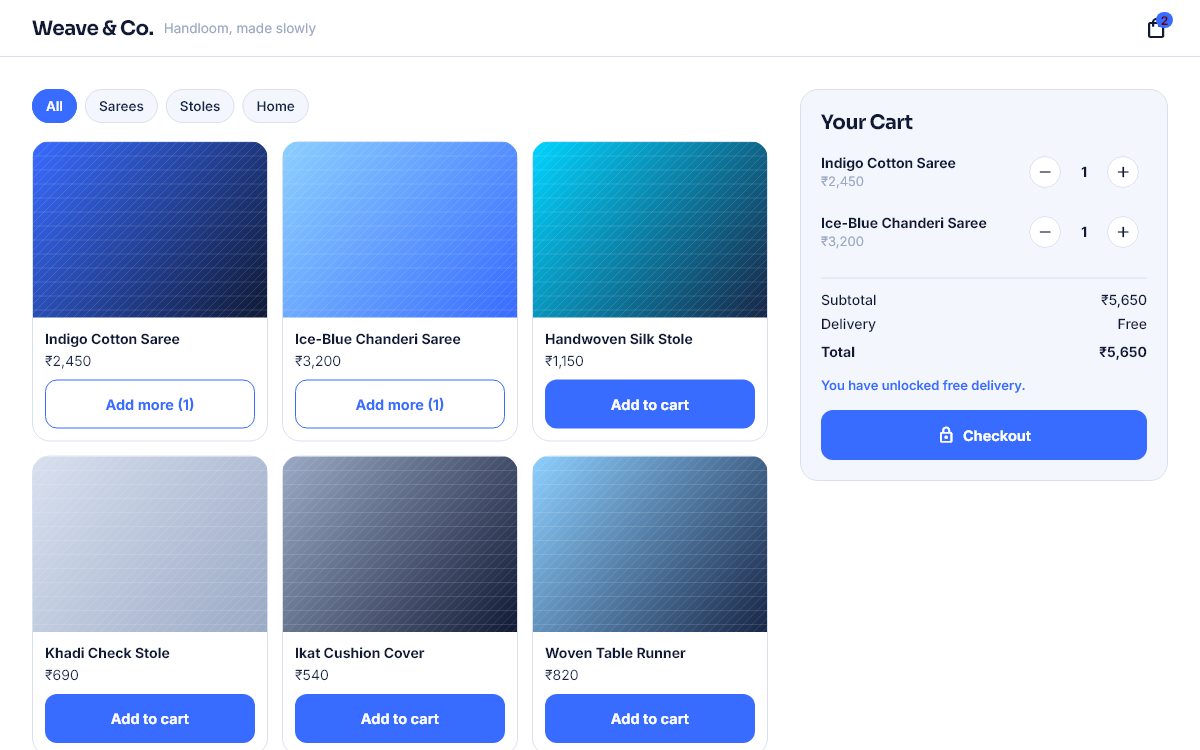 Weave & Co. Handloom, made slowly
2
All Sarees Stoles Home
Indigo Cotton Saree
₹2,450
Add more (1)
Ice-Blue Chanderi Saree
₹3,200
Add more (1)
Handwoven Silk Stole
₹1,150
Add to cart
Khadi Check Stole
₹690
Add to cart
Ikat Cushion Cover
₹540
Add to cart
Woven Table Runner
₹820
Add to cart
Your Cart
Indigo Cotton Saree
₹2,450
− 1 +
Ice-Blue Chanderi Saree
₹3,200
− 1 +
Subtotal ₹5,650
Delivery Free
Total ₹5,650
You have unlocked free delivery.
Checkout